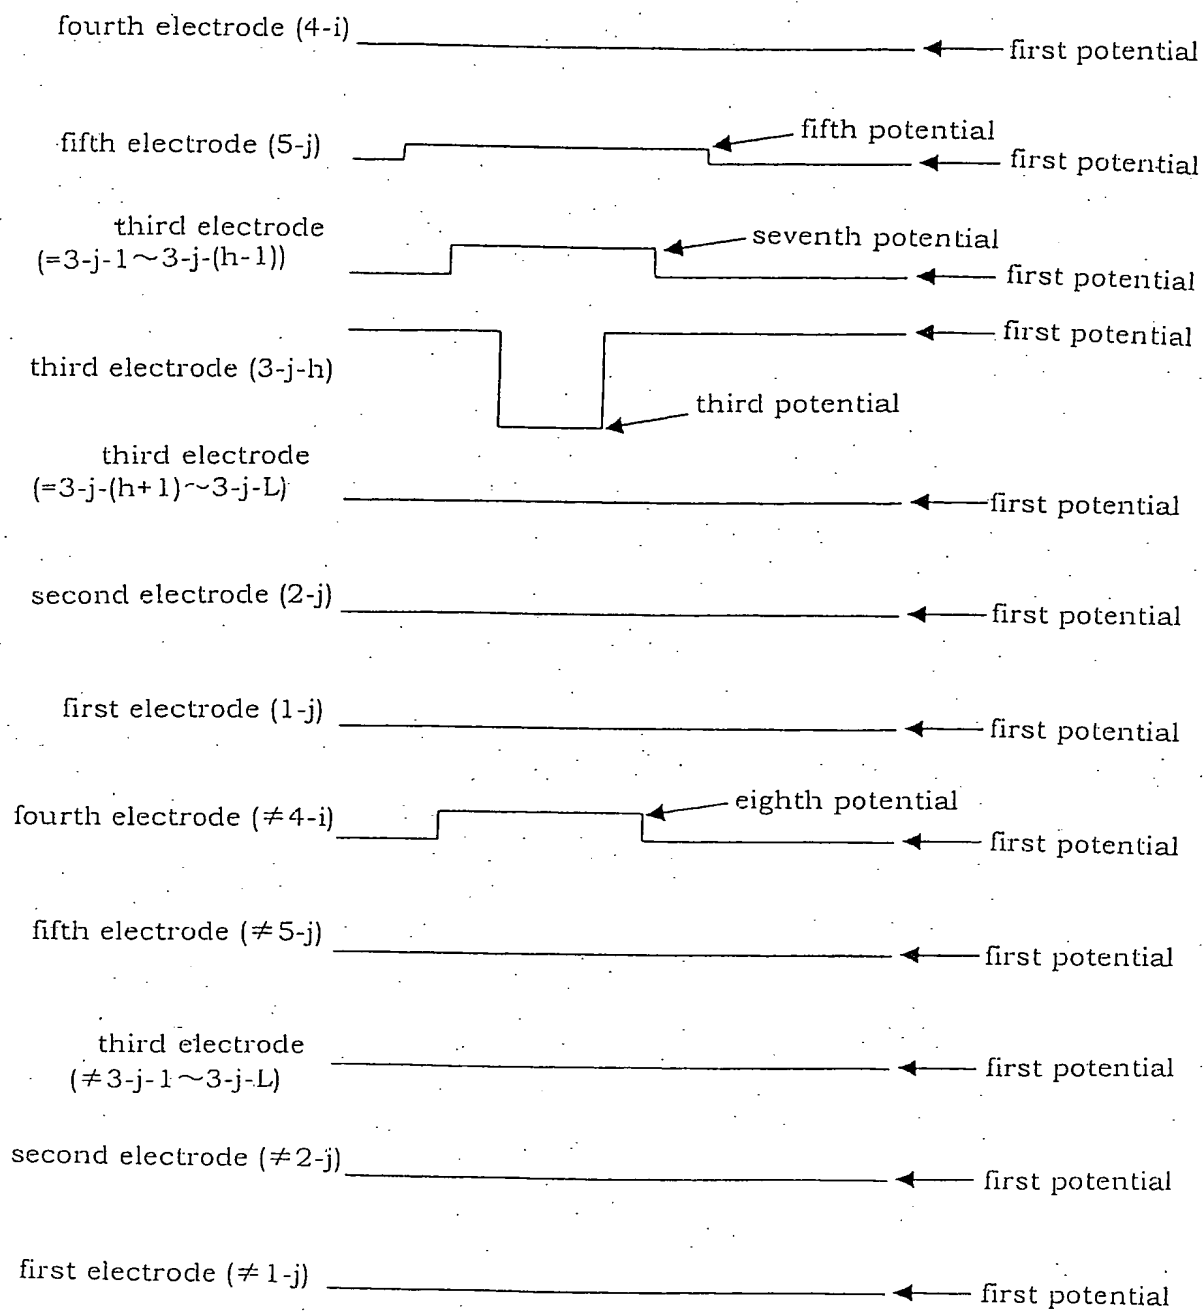 fourth electrode (4-i)
first potential
fifth electrode (5-j)
fifth potential
first potential
third electrode
(=3-j-1～3-j-(h-1))
seventh potential
first potential
first potential
third electrode (3-j-h)
third potential
third electrode
(=3-j-(h+1)～3-j-L)
first potential
second electrode (2-j)
first potential
first electrode (1-j)
first potential
fourth electrode (≠4-i)
eighth potential
first potential
fifth electrode (≠5-j)
first potential
third electrode
(≠3-j-1～3-j-L)
first potential
second electrode (≠2-j)
first potential
first electrode (≠1-j)
first potential